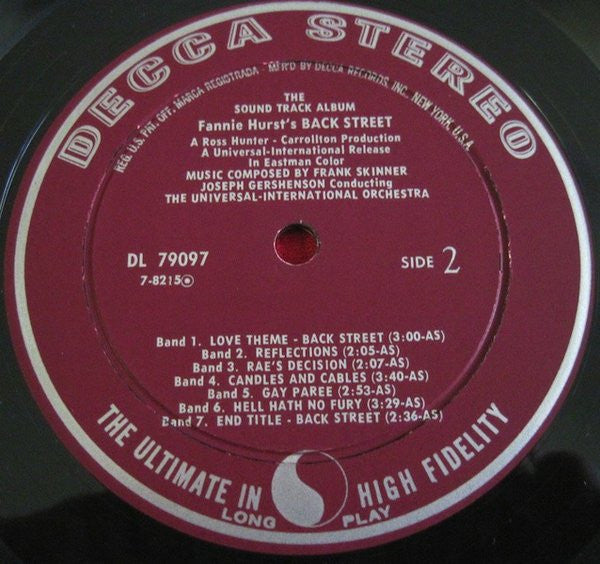 DECCA STEREO
REG. U.S. PAT. OFF. MARCA REGISTRADA - MF'R'D BY DECCA RECORDS, INC., NEW YORK, U.S.A.
THE
SOUND TRACK ALBUM
Fannie Hurst's BACK STREET
A Ross Hunter - Carrollton Production
A Universal-International Release
In Eastman Color
MUSIC COMPOSED BY FRANK SKINNER
JOSEPH GERSHENSON Conducting
THE UNIVERSAL-INTERNATIONAL ORCHESTRA
DL 79097
7-8215
SIDE 2
Band 1. LOVE THEME - BACK STREET (3:00-AS)
Band 2. REFLECTIONS (2:05-AS)
Band 3. RAE'S DECISION (2:07-AS)
Band 4. CANDLES AND CABLES (3:40-AS)
Band 5. GAY PAREE (2:53-AS)
Band 6. HELL HATH NO FURY (3:29-AS)
Band 7. END TITLE - BACK STREET (2:36-AS)
THE ULTIMATE IN HIGH FIDELITY
LONG PLAY